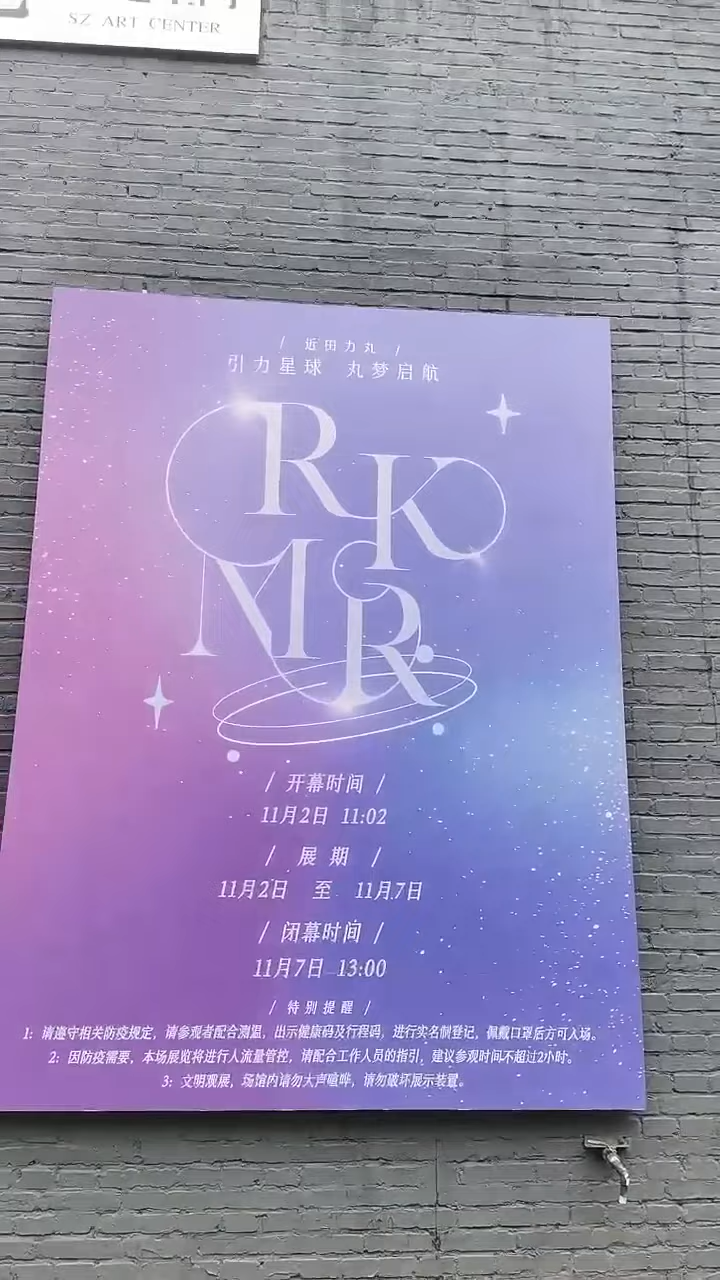 SZ ART CENTER
/ 近田力丸 /
引力星球 丸梦启航
R
K
M
R
/ 开幕时间 /
11月2日 11:02
/ 展期 /
11月2日 至 11月7日
/ 闭幕时间 /
11月7日 13:00
/ 特别提醒 /
1: 请遵守相关防疫规定，请参观者配合测温，出示健康码及行程码，进行实名制登记，佩戴口罩后方可入场。
2: 因防疫需要，本场展览将进行人流量管控，请配合工作人员的指引，建议参观时间不超过2小时。
3: 文明观展，场馆内请勿大声喧哗，请勿破坏展示装置。